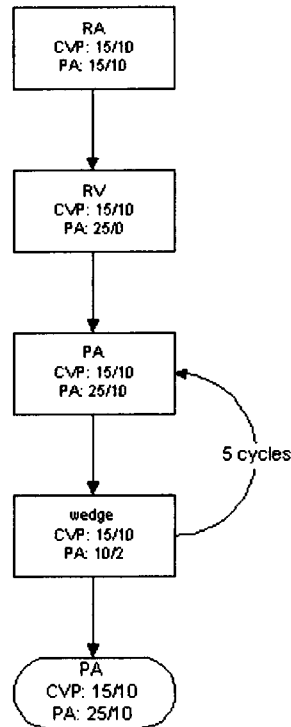 RA
CVP: 15/10
PA: 15/10
RV
CVP: 15/10
PA: 25/0
PA
CVP: 15/10
PA: 25/10
5 cycles
wedge
CVP: 15/10
PA: 10/2
PA
CVP: 15/10
PA: 25/10